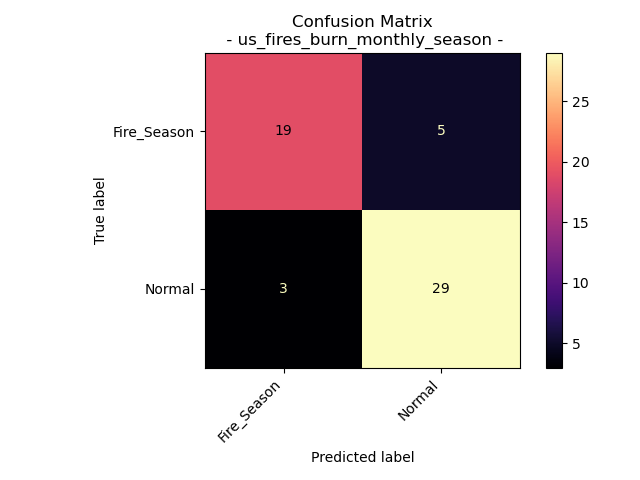 Confusion Matrix
- us_fires_burn_monthly_season -
Fire_Season
Normal
True label
19
5
3
29
Fire_Season
Normal
Predicted label
25
20
15
10
5